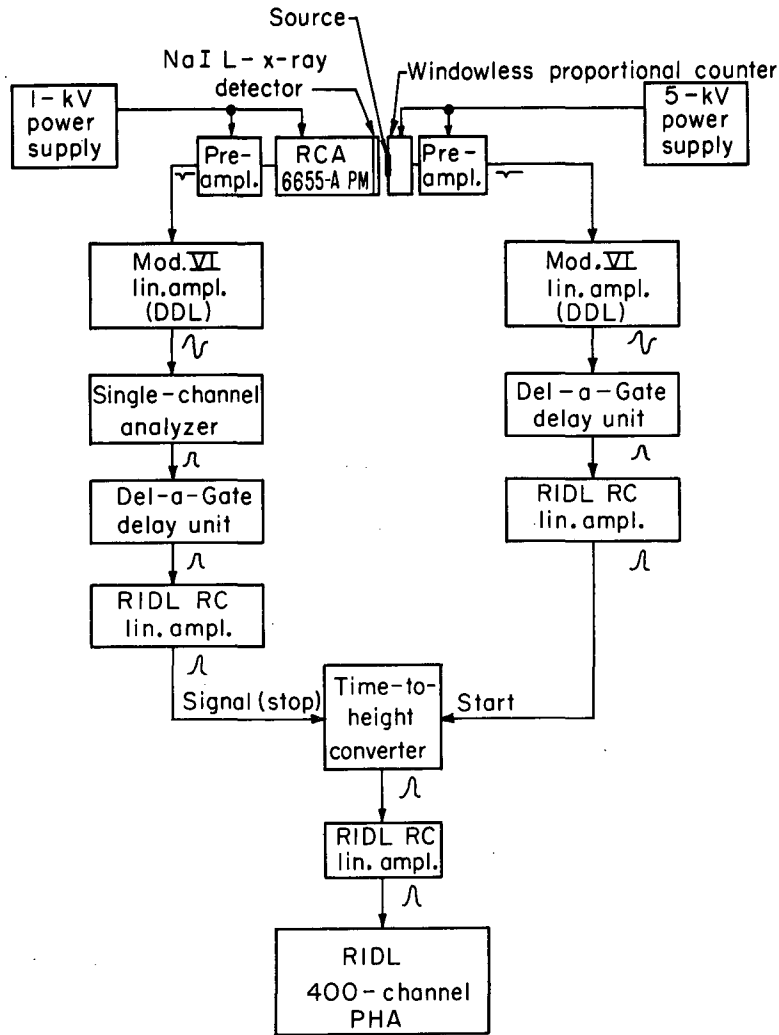 Source
NaI L-x-ray
detector
Windowless proportional counter
1-kV
power
supply
5-kV
power
supply
Pre-
ampl.
RCA
6655-A PM
Pre-
ampl.
Mod. VI
lin. ampl.
(DDL)
Mod. VI
lin. ampl.
(DDL)
Single-channel
analyzer
Del-a-Gate
delay unit
Del-a-Gate
delay unit
RIDL RC
lin. ampl.
RIDL RC
lin. ampl.
Signal (stop)
Time-to-
height
converter
Start
RIDL RC
lin. ampl.
RIDL
400-channel
PHA